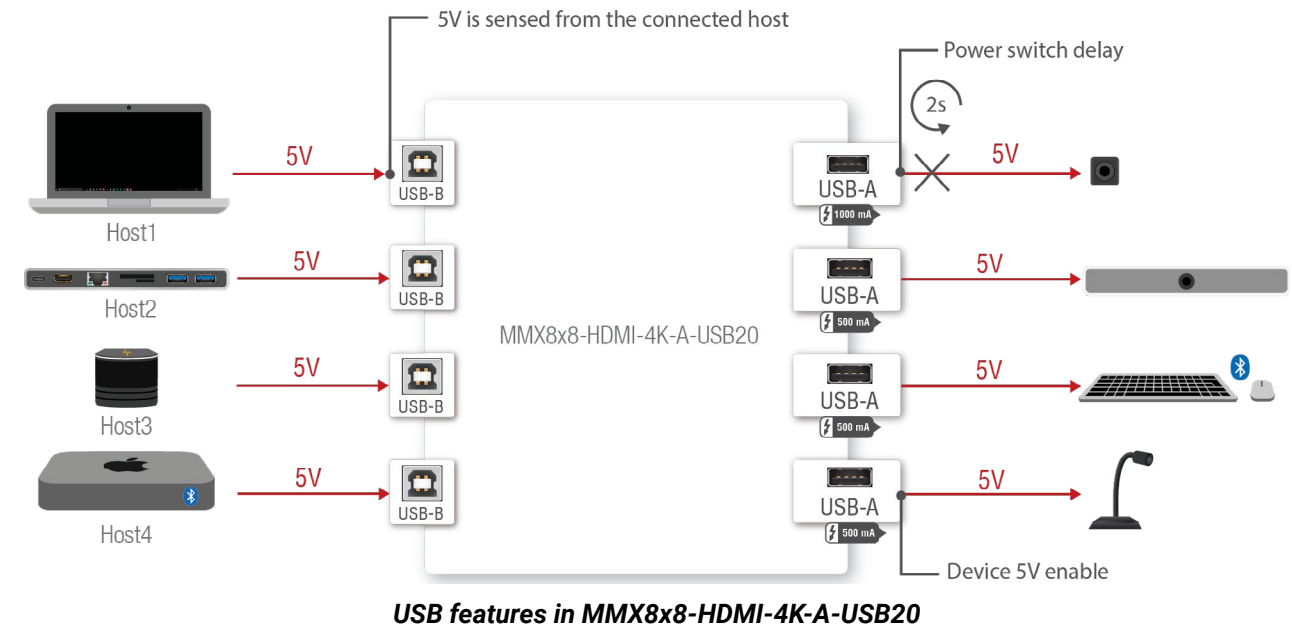 5V is sensed from the connected host
Power switch delay
2s
5V
5V
USB-B
USB-A
1000 mA
Host1
5V
5V
USB-B
USB-A
500 mA
Host2
MMX8x8-HDMI-4K-A-USB20
5V
5V
USB-B
USB-A
500 mA
Host3
5V
5V
USB-B
USB-A
500 mA
Host4
Device 5V enable
USB features in MMX8x8-HDMI-4K-A-USB20